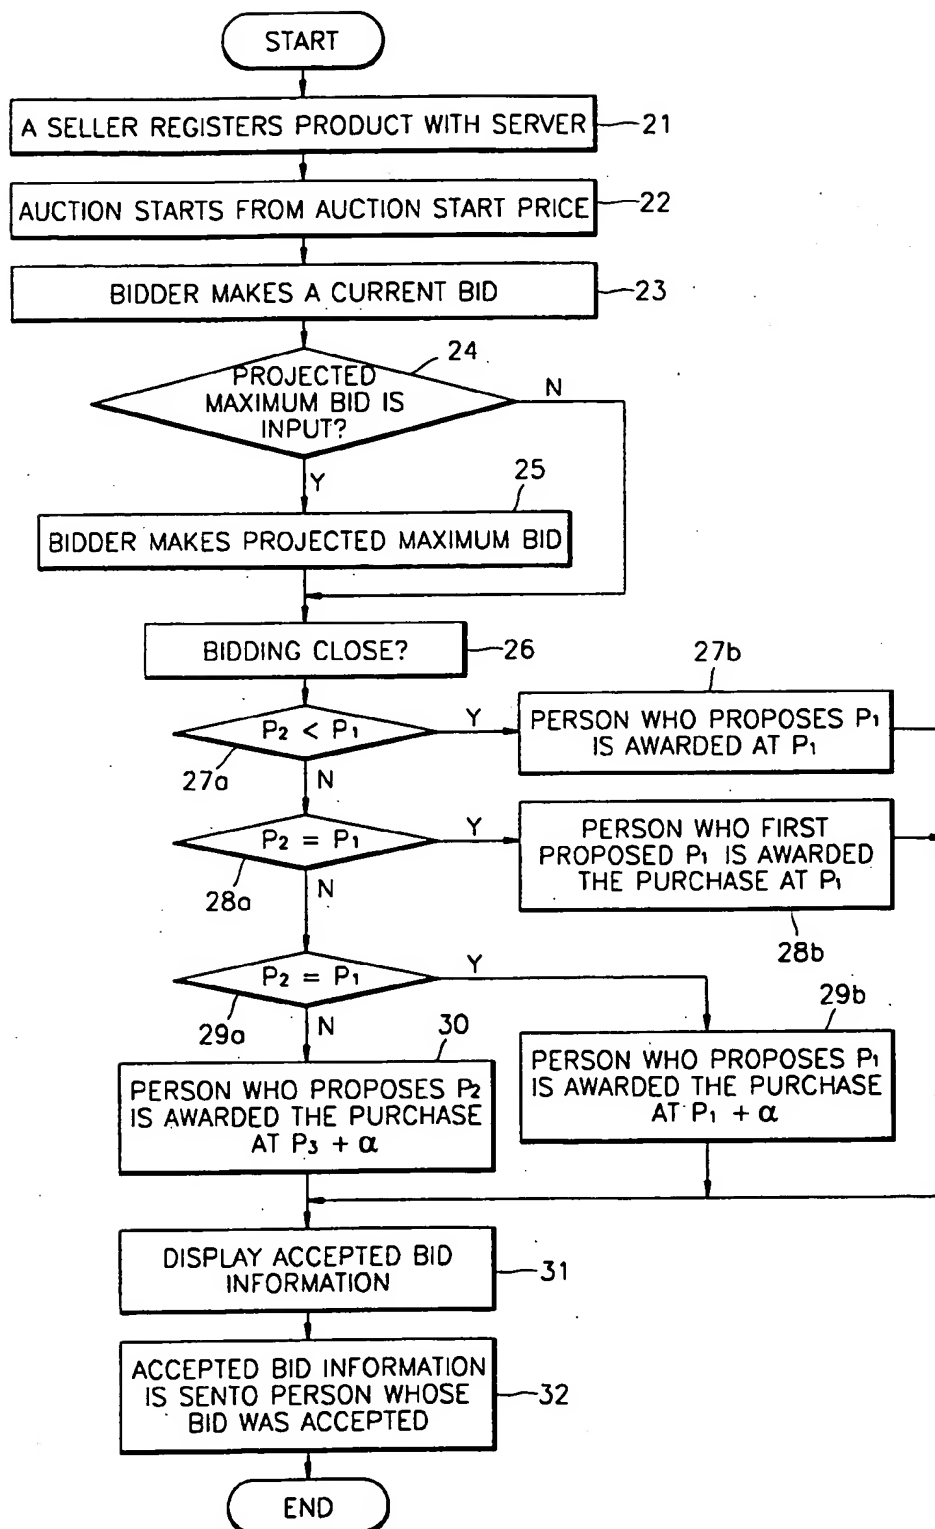 START
A SELLER REGISTERS PRODUCT WITH SERVER
21
AUCTION STARTS FROM AUCTION START PRICE
22
BIDDER MAKES A CURRENT BID
23
24
PROJECTED
MAXIMUM BID IS
INPUT?
N
Y
25
BIDDER MAKES PROJECTED MAXIMUM BID
BIDDING CLOSE?
26
27b
P₂ < P₁
Y
PERSON WHO PROPOSES P₁
IS AWARDED AT P₁
27a
N
P₂ = P₁
Y
PERSON WHO FIRST
PROPOSED P₁ IS AWARDED
THE PURCHASE AT P₁
28a
N
28b
P₂ = P₁
Y
29a
N
29b
30
PERSON WHO PROPOSES P₂
IS AWARDED THE PURCHASE
AT P₃ + α
PERSON WHO PROPOSES P₁
IS AWARDED THE PURCHASE
AT P₁ + α
DISPLAY ACCEPTED BID
INFORMATION
31
ACCEPTED BID INFORMATION
IS SENTO PERSON WHOSE
BID WAS ACCEPTED
32
END